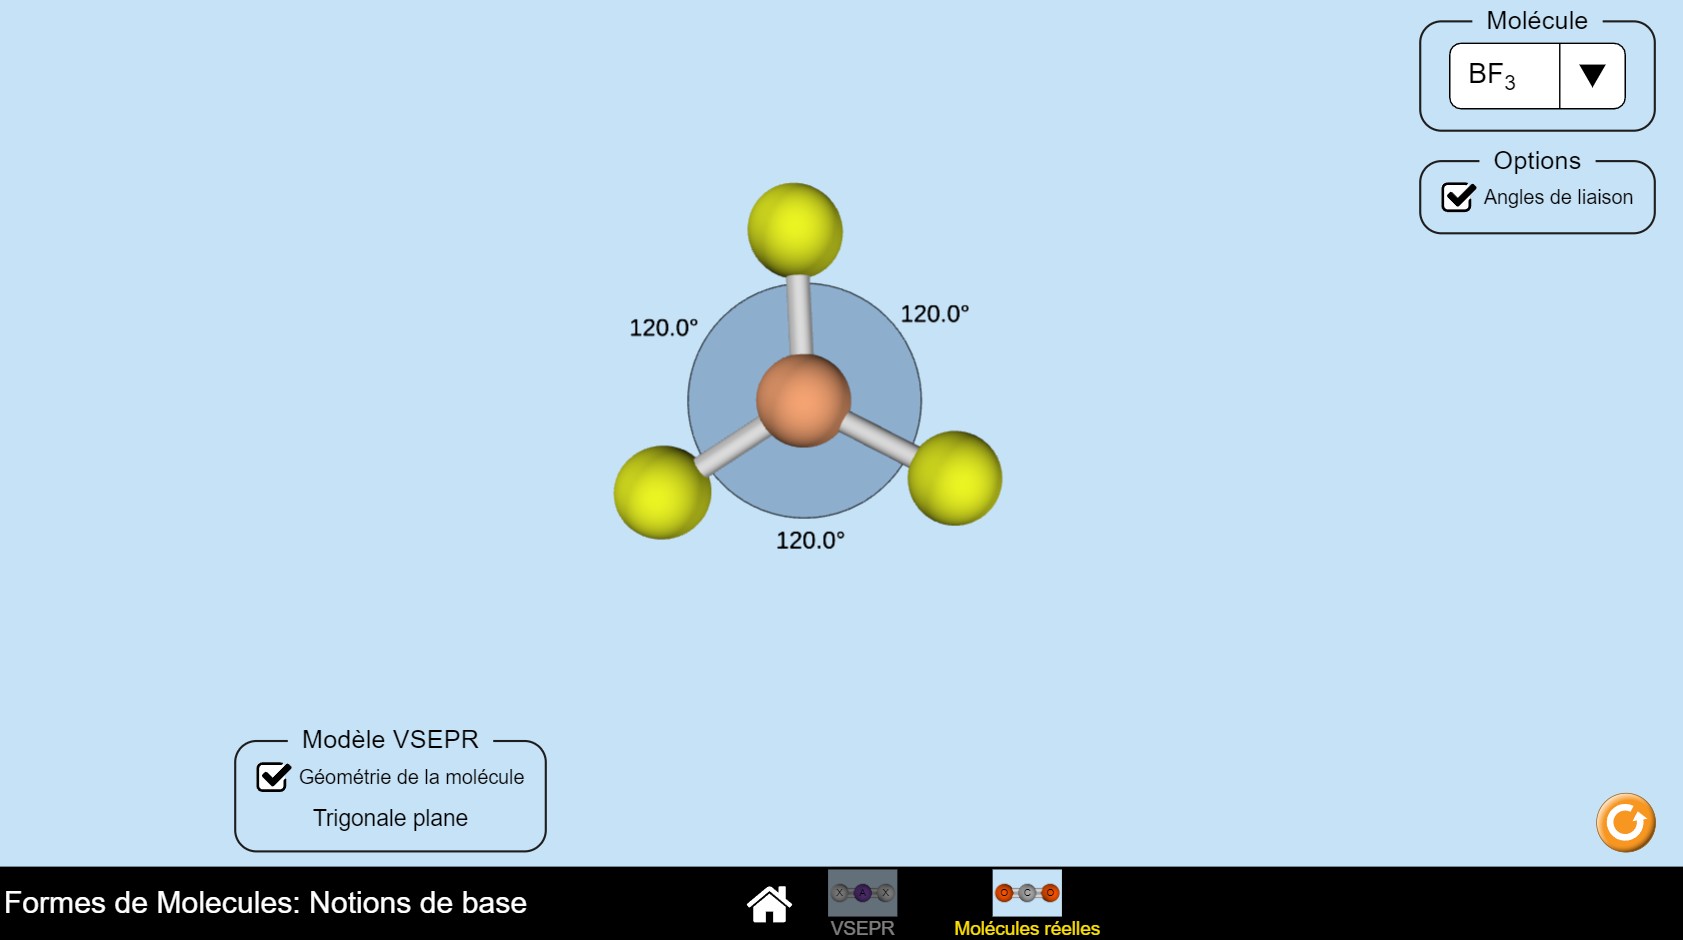 Molécule
BF₃
Options
Angles de liaison
120.0°
120.0°
120.0°
Modèle VSEPR
Géométrie de la molécule
Trigonale plane
Formes de Molecules: Notions de base
X A X
VSEPR
O C O
Molécules réelles